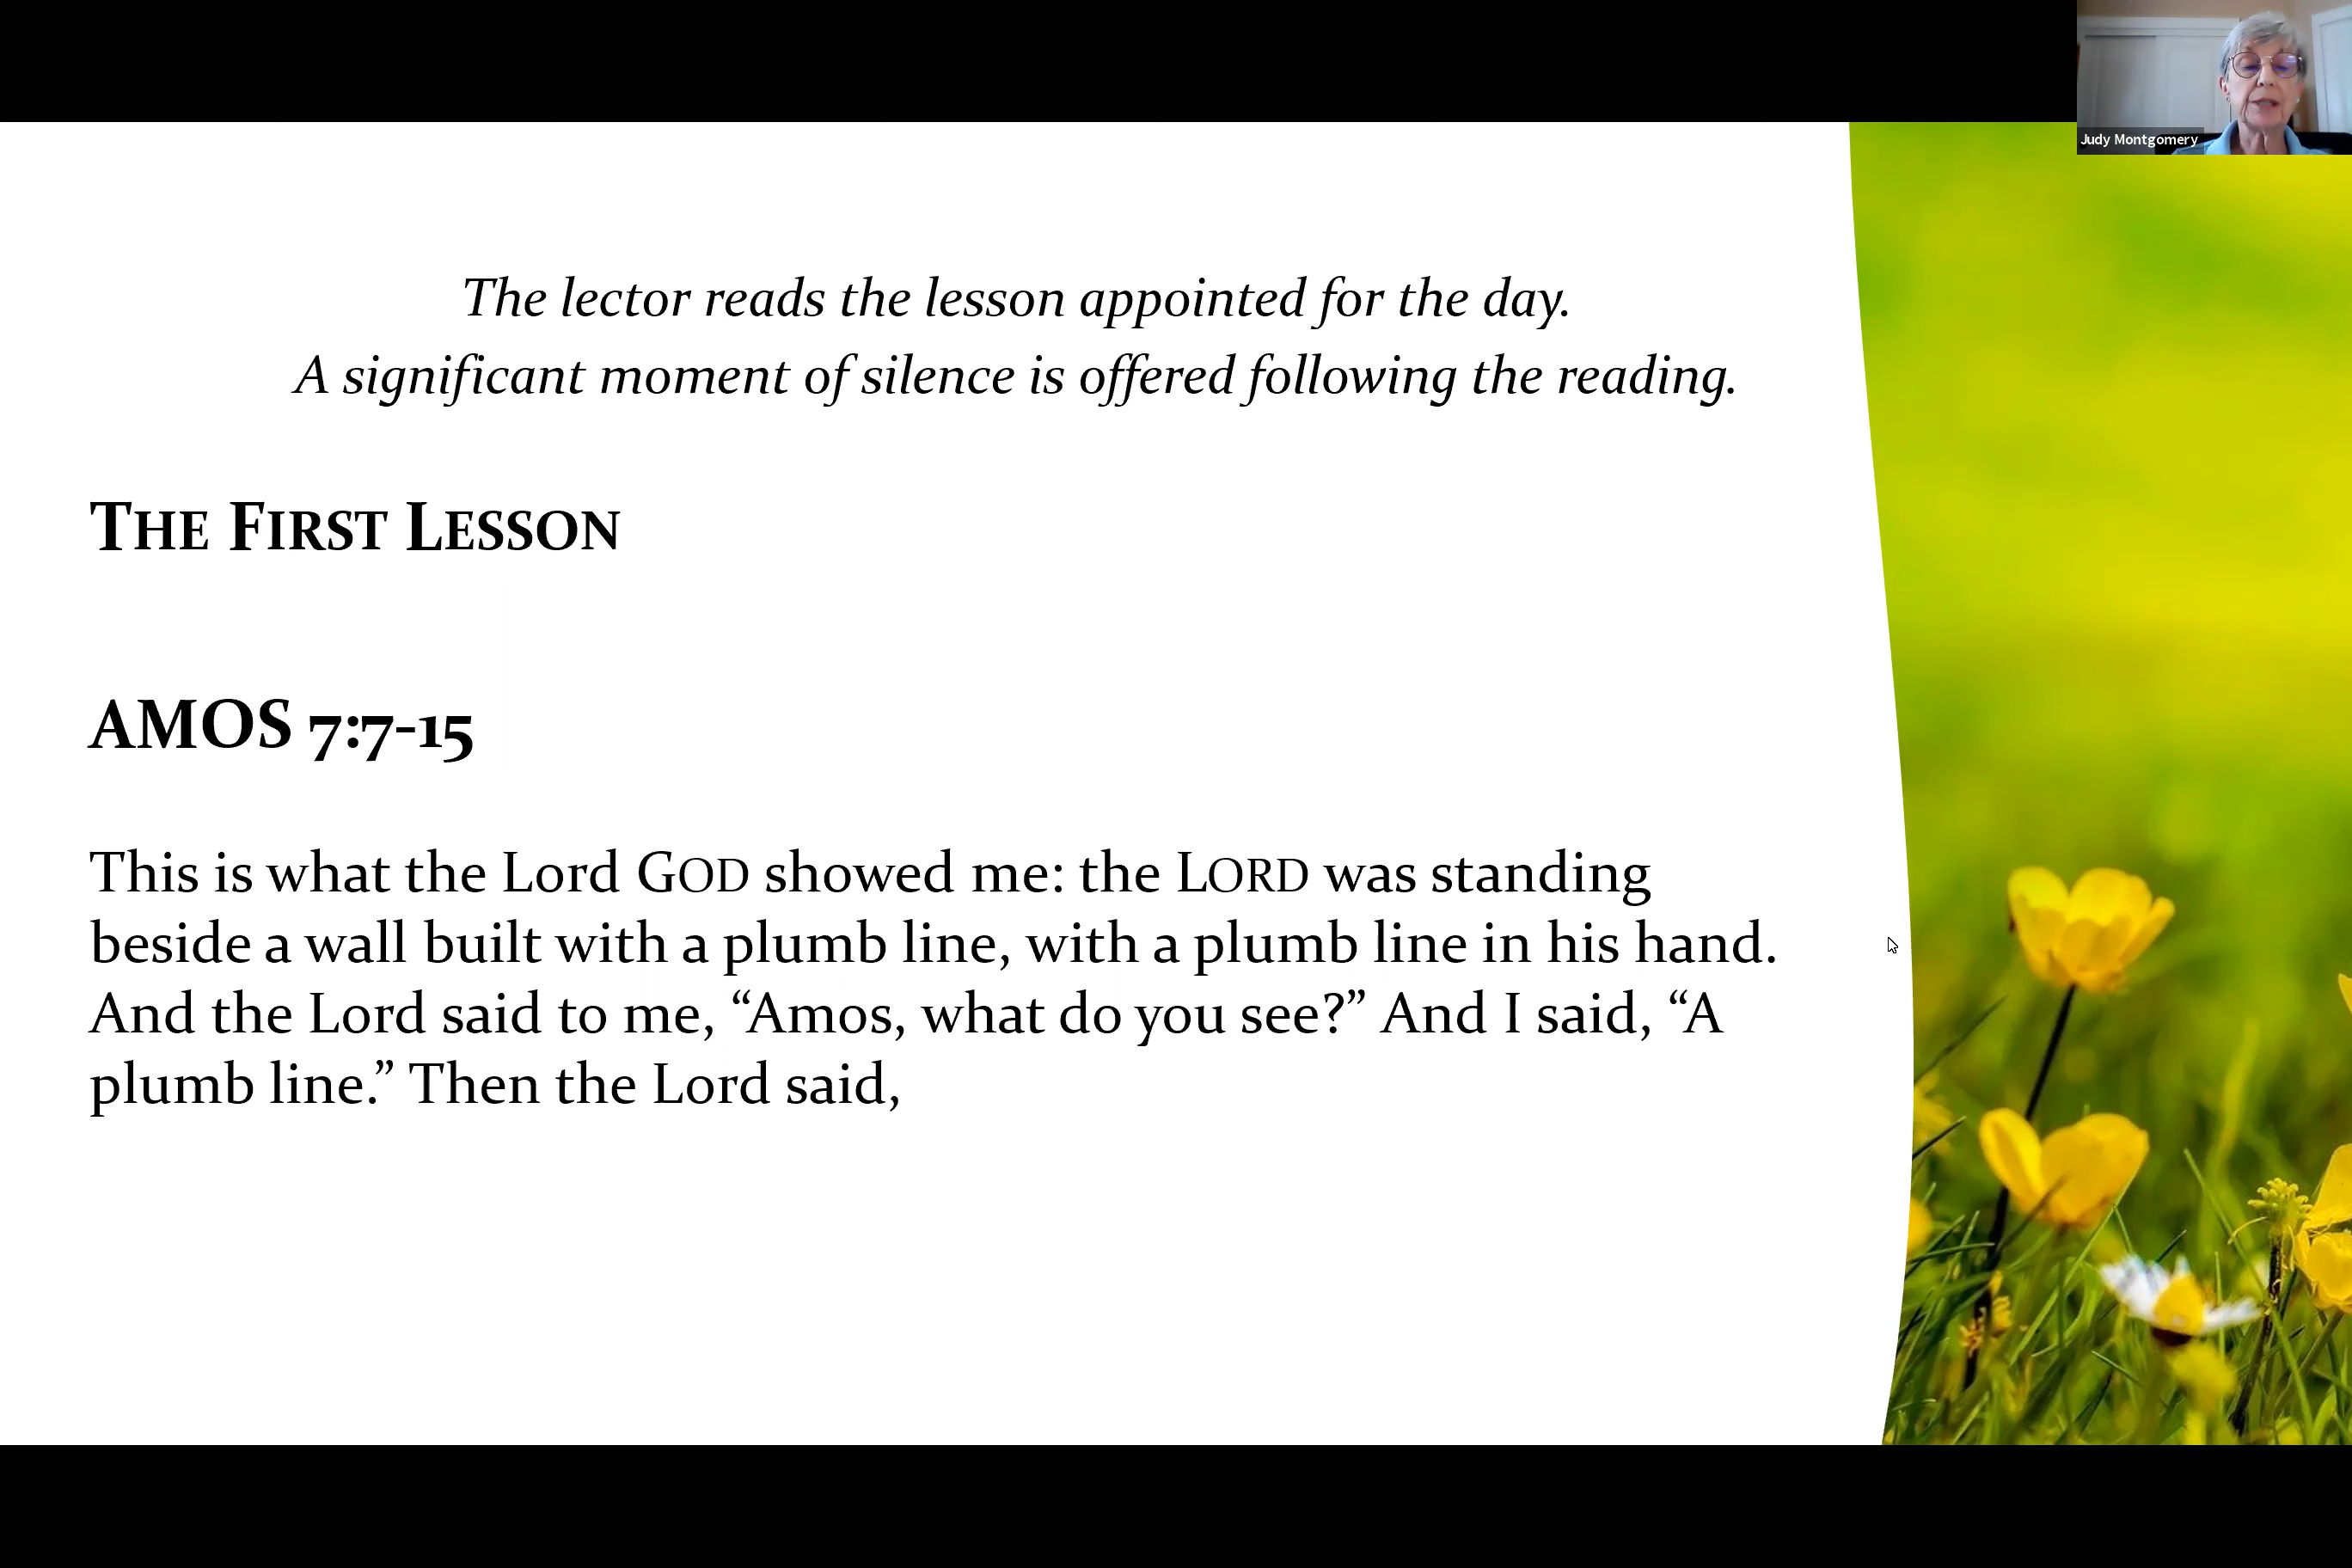 Judy Montgomery
The lector reads the lesson appointed for the day.
A significant moment of silence is offered following the reading.
THE FIRST LESSON
AMOS 7:7-15
This is what the Lord GOD showed me: the LORD was standing
beside a wall built with a plumb line, with a plumb line in his hand.
And the Lord said to me, “Amos, what do you see?” And I said, “A
plumb line.” Then the Lord said,